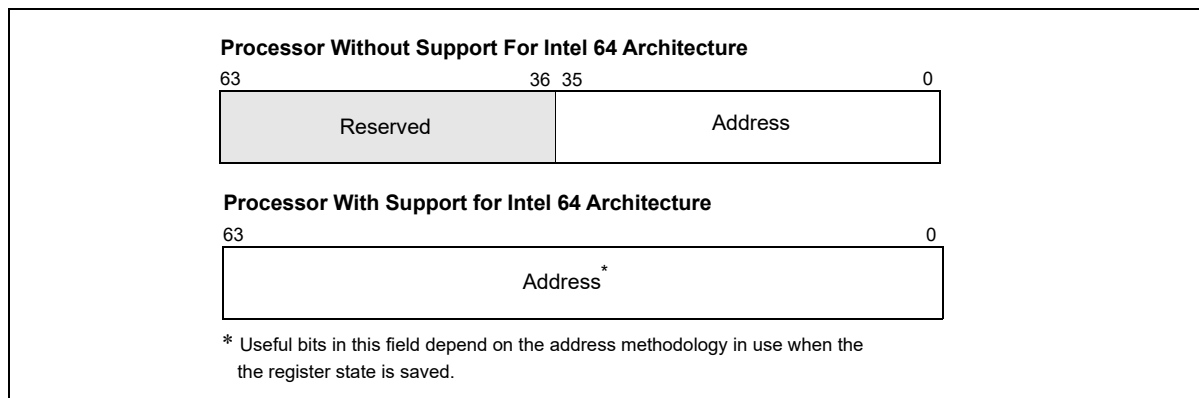 Processor Without Support For Intel 64 Architecture
63 36 35 0
Reserved Address
Processor With Support for Intel 64 Architecture
63 0
Address*
* Useful bits in this field depend on the address methodology in use when the
the register state is saved.